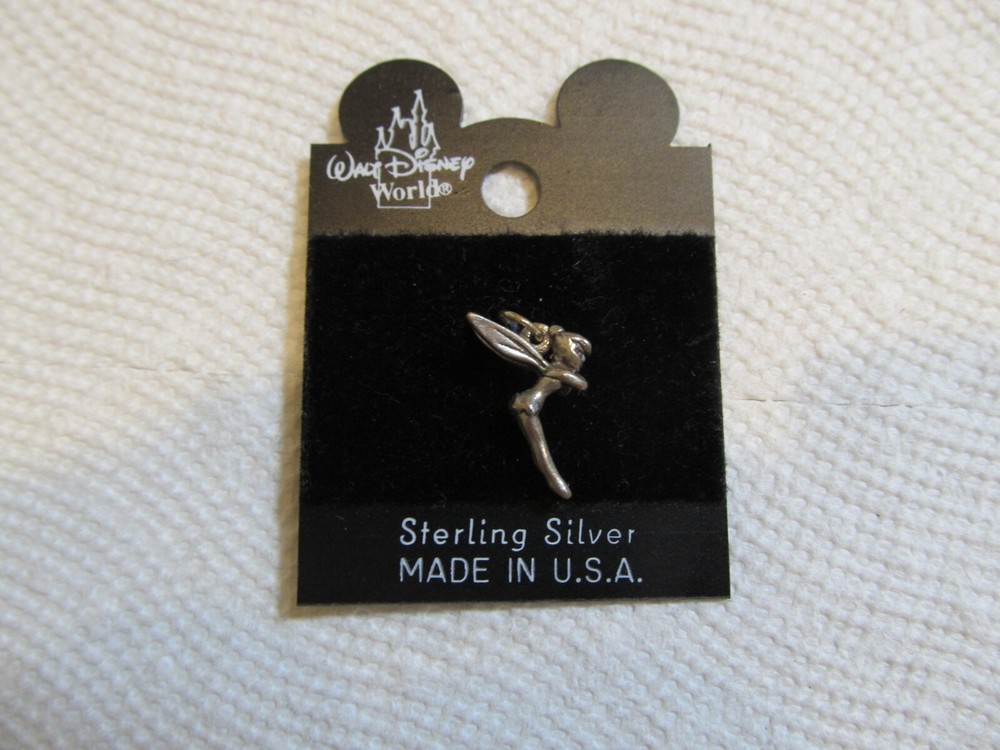 Walt Disney
World®
Sterling Silver
MADE IN U.S.A.